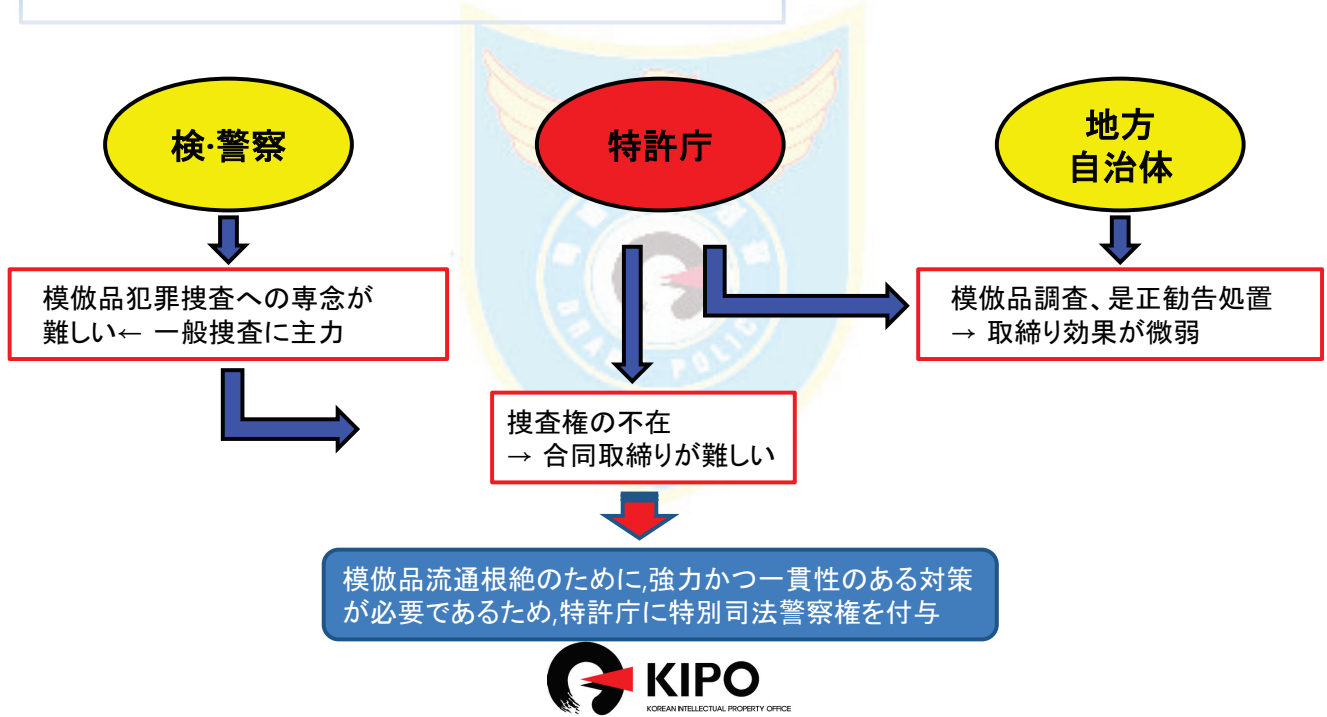 検·警察
特許庁
地方
自治体
模倣品犯罪捜査への専念が
難しい← 一般捜査に主力
模倣品調査、是正勧告処置
→ 取締り効果が微弱
捜査権の不在
→ 合同取締りが難しい
模倣品流通根絶のために,強力かつ一貫性のある対策
が必要であるため,特許庁に特別司法警察権を付与
KIPO
KOREAN INTELLECTUAL PROPERTY OFFICE